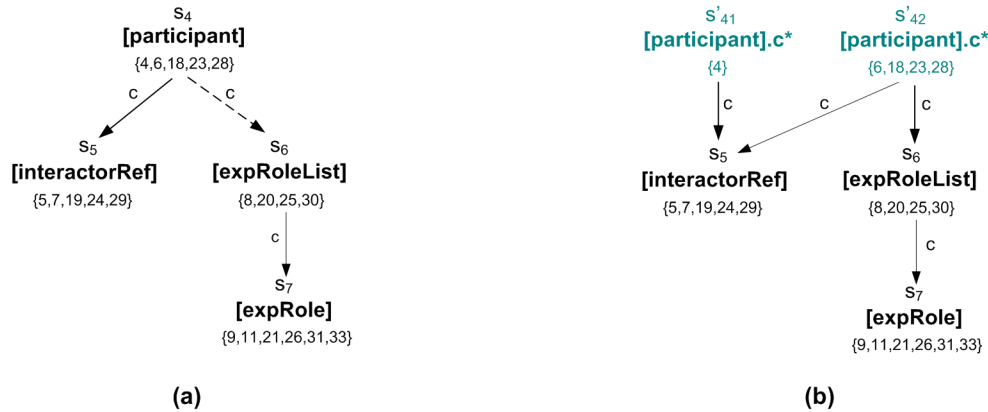 s4
[participant]
{4,6,18,23,28}
c
c
s5
[interactorRef]
{5,7,19,24,29}
s6
[expRoleList]
{8,20,25,30}
c
s7
[expRole]
{9,11,21,26,31,33}
(a)
s'41
[participant].c*
{4}
s'42
[participant].c*
{6,18,23,28}
c
c
c
s5
[interactorRef]
{5,7,19,24,29}
s6
[expRoleList]
{8,20,25,30}
c
s7
[expRole]
{9,11,21,26,31,33}
(b)